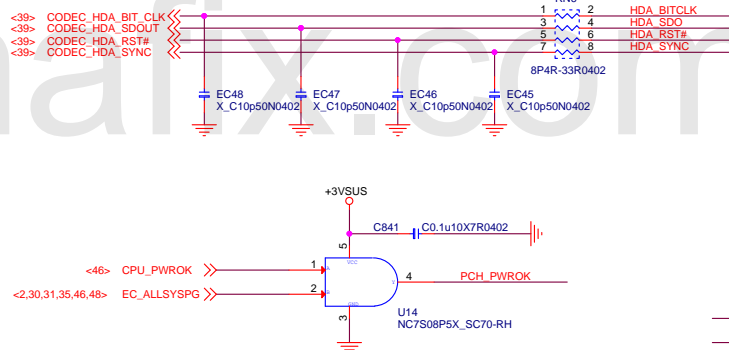 <39> CODEC_HDA_BIT_CLK 1 2 HDA_BITCLK
<39> CODEC_HDA_SDOUT 3 4 HDA_SDO
<39> CODEC_HDA_RST# 5 6 HDA_RST#
<39> CODEC_HDA_SYNC 7 8 HDA_SYNC
8P4R-33R0402
EC48 EC47 EC46 EC45
X_C10p50N0402 X_C10p50N0402 X_C10p50N0402 X_C10p50N0402
afix.com
+3VSUS
C841 C0.1u10X7R0402
5
VCC
<46> CPU_PWROK 1 A
4 PCH_PWROK
Y
<2,30,31,35,46,48> EC_ALLSYSPG 2 B
GND
3
U14
NC7S08P5X_SC70-RH